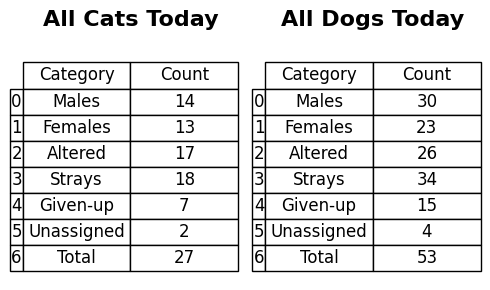 All Cats Today
Category Count
0 Males 14
1 Females 13
2 Altered 17
3 Strays 18
4 Given-up 7
5 Unassigned 2
6 Total 27
All Dogs Today
Category Count
0 Males 30
1 Females 23
2 Altered 26
3 Strays 34
4 Given-up 15
5 Unassigned 4
6 Total 53